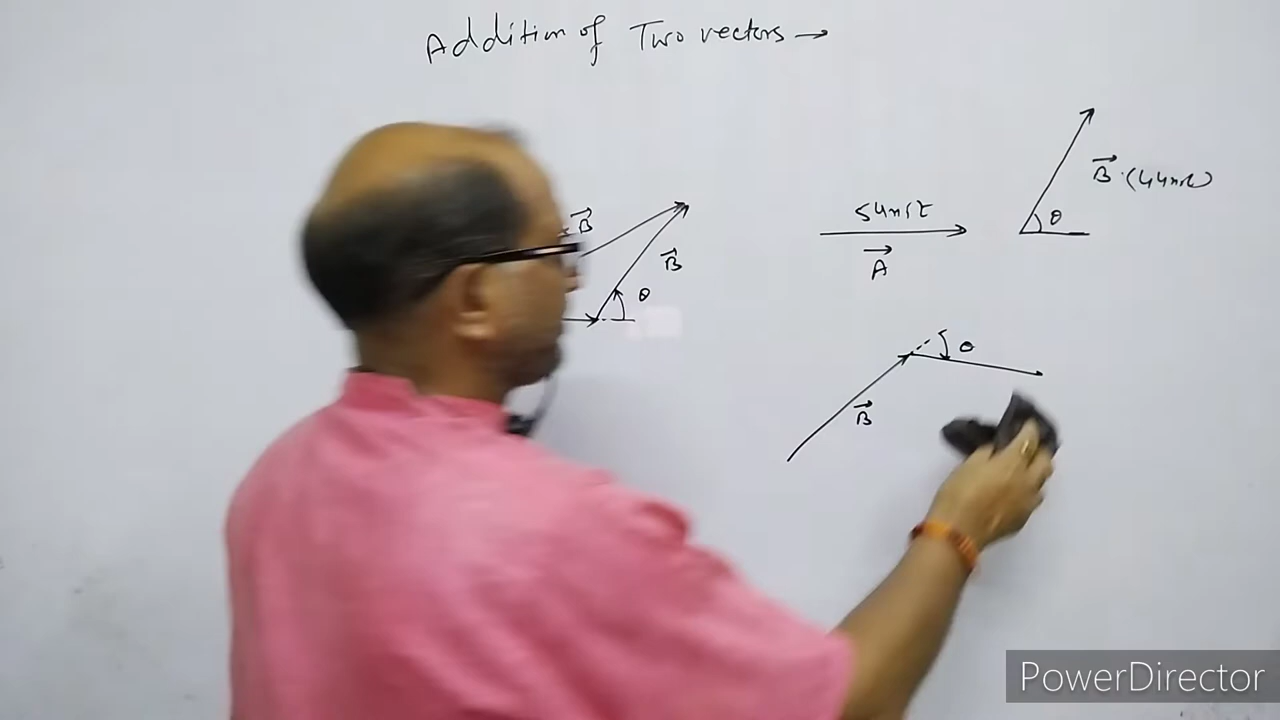 Addition of Two vectors →
B
B
θ
5 unit
A
B (4 unit)
θ
B
θ
PowerDirector